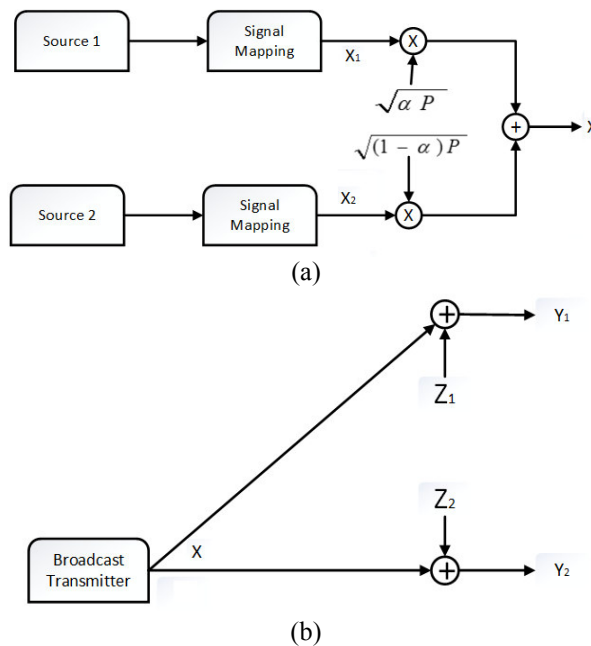 Source 1
Signal
Mapping
X₁
X
√α P
+
X
√(1 - α)P
Source 2
Signal
Mapping
X₂
X
(a)
+
Y₁
Z₁
Z₂
Broadcast
Transmitter
X
+
Y₂
(b)